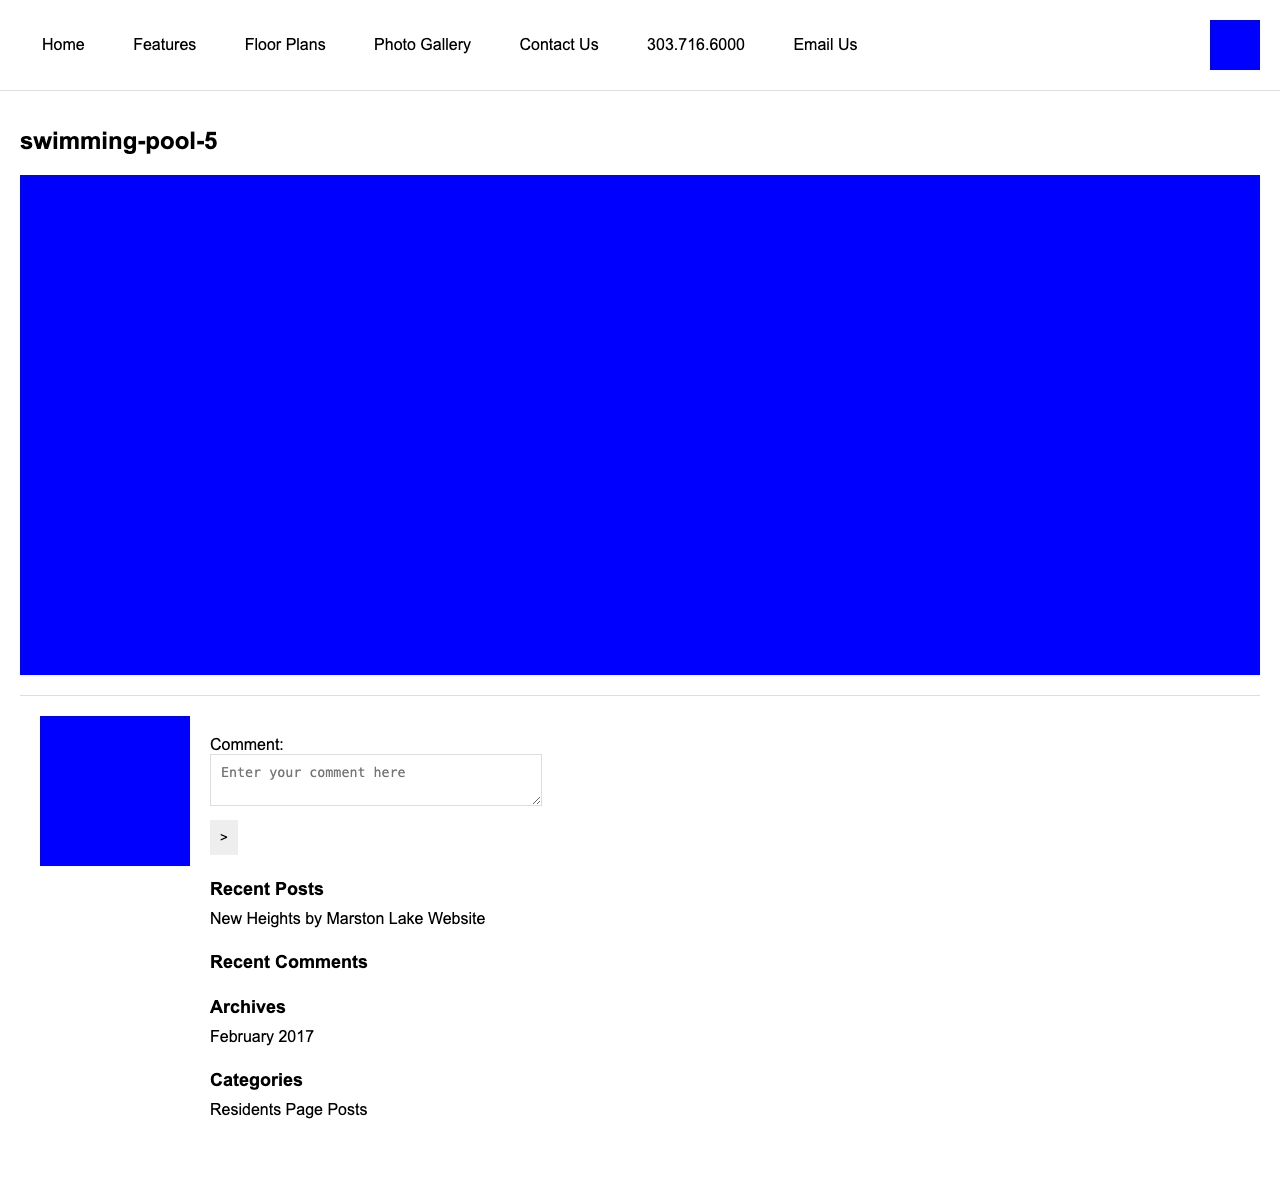 Home Features Floor Plans Photo Gallery Contact Us 303.716.6000 Email Us
swimming-pool-5
Comment:
Enter your comment here
>
Recent Posts
New Heights by Marston Lake Website
Recent Comments
Archives
February 2017
Categories
Residents Page Posts